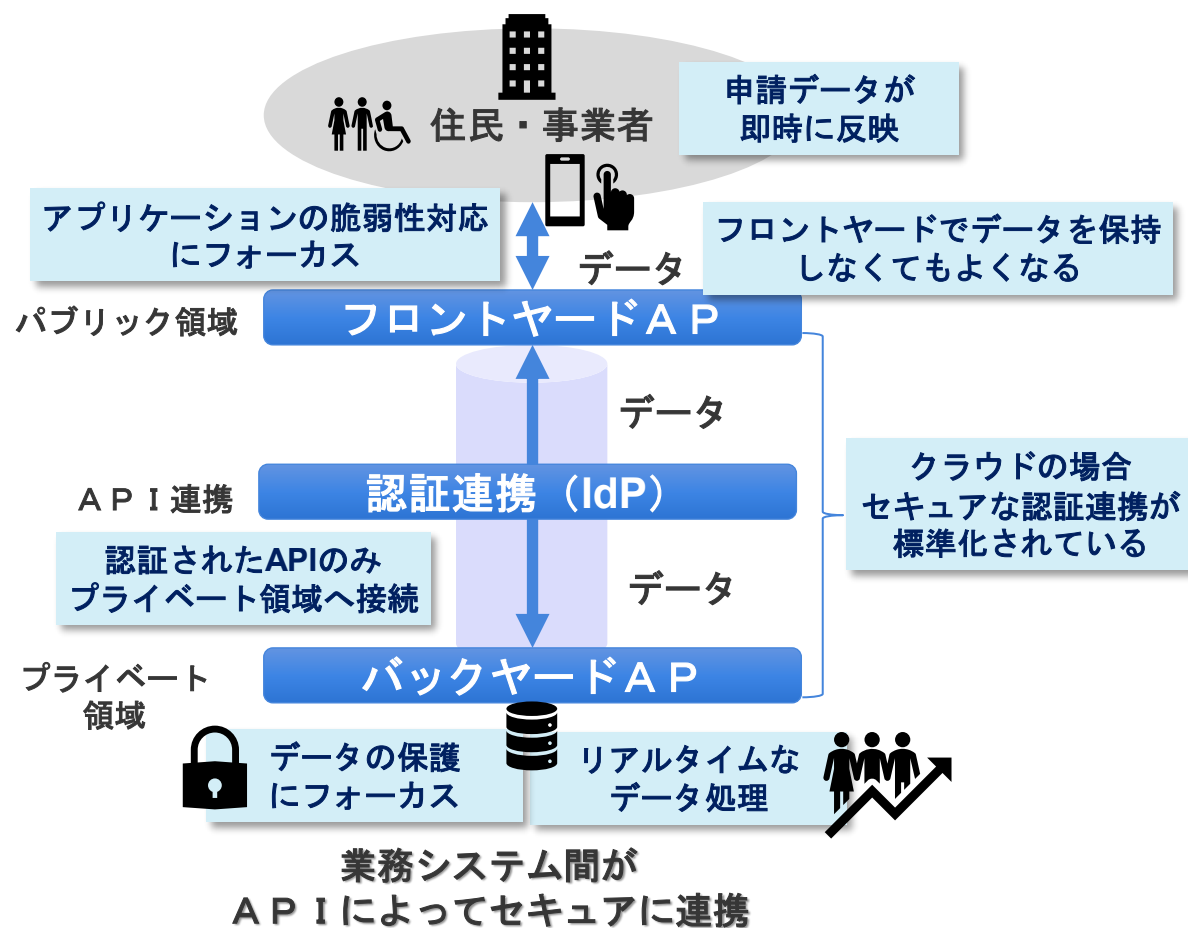 申請データが
即時に反映
住民・事業者
アプリケーションの脆弱性対応
にフォーカス
フロントヤードでデータを保持
しなくてもよくなる
データ
パブリック領域
フロントヤードＡＰ
データ
クラウドの場合
セキュアな認証連携が
標準化されている
ＡＰＩ連携
認証連携（IdP）
認証されたAPIのみ
プライベート領域へ接続
データ
プライベート
領域
バックヤードＡＰ
データの保護
にフォーカス
リアルタイムな
データ処理
業務システム間が
ＡＰＩによってセキュアに連携